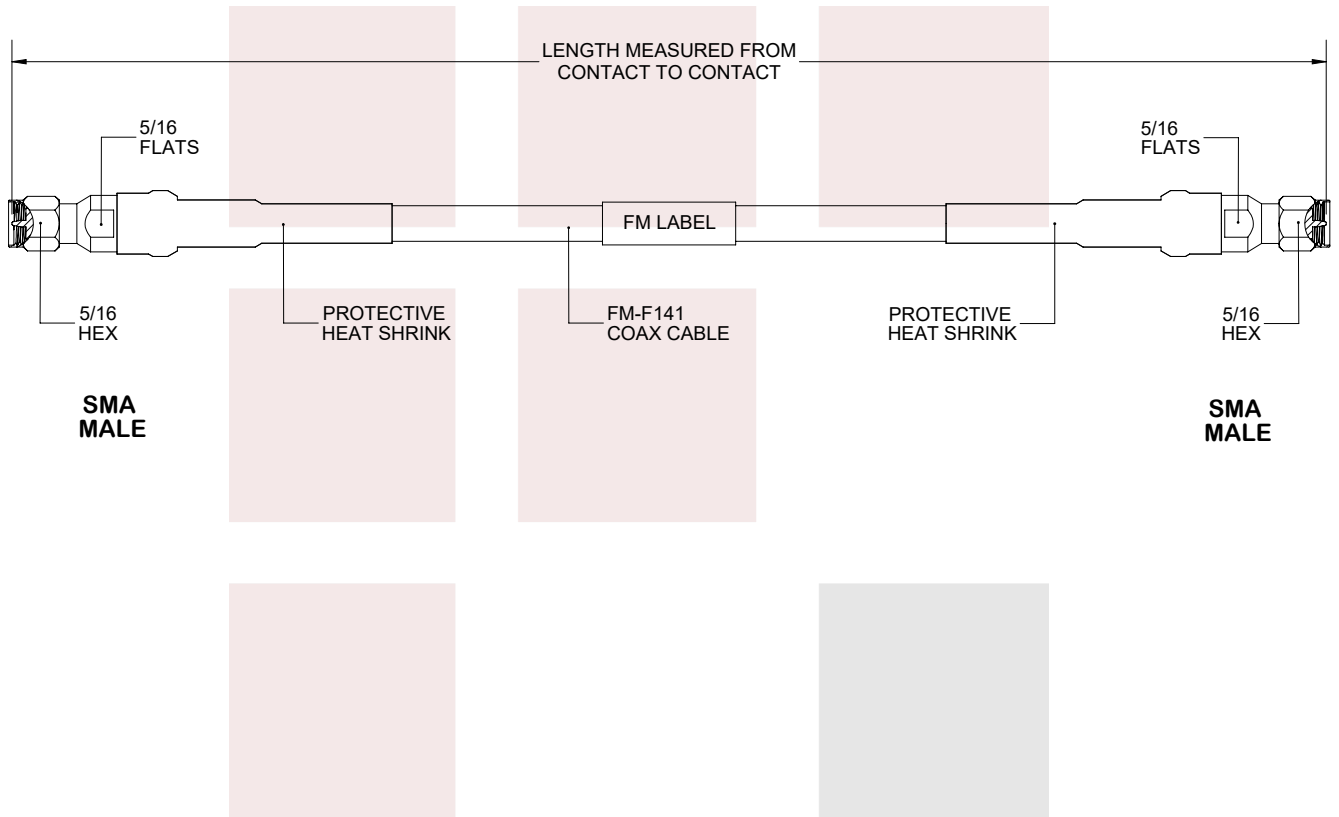 LENGTH MEASURED FROM
CONTACT TO CONTACT
5/16
FLATS
5/16
FLATS
FM LABEL
5/16
HEX
PROTECTIVE
HEAT SHRINK
FM-F141
COAX CABLE
PROTECTIVE
HEAT SHRINK
5/16
HEX
SMA
MALE
SMA
MALE